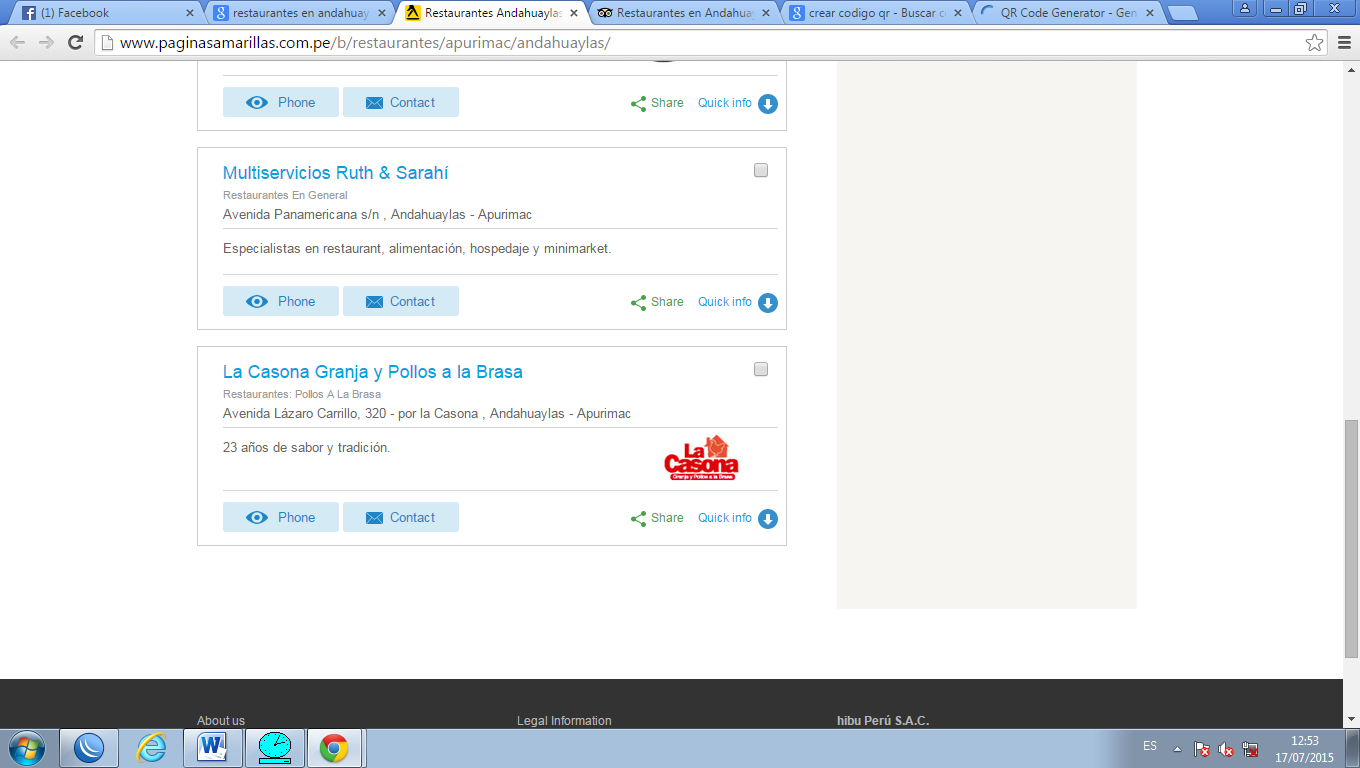 (1) Facebook
restaurantes en andahuay
Restaurantes Andahuaylas
Restaurantes en Andahua
crear codigo qr - Buscar c
QR Code Generator - Gen
www.paginasamarillas.com.pe/b/restaurantes/apurimac/andahuaylas/
Phone
Contact
Share
Quick info
Multiservicios Ruth & Sarahí
Restaurantes En General
Avenida Panamericana s/n , Andahuaylas - Apurimac
Especialistas en restaurant, alimentación, hospedaje y minimarket.
Phone
Contact
Share
Quick info
La Casona Granja y Pollos a la Brasa
Restaurantes: Pollos A La Brasa
Avenida Lázaro Carrillo, 320 - por la Casona , Andahuaylas - Apurimac
23 años de sabor y tradición.
La
Casona
Granja y Pollos a la Brasa
Phone
Contact
Share
Quick info
About us
Legal Information
hibu Perú S.A.C.
ES
12:53
17/07/2015